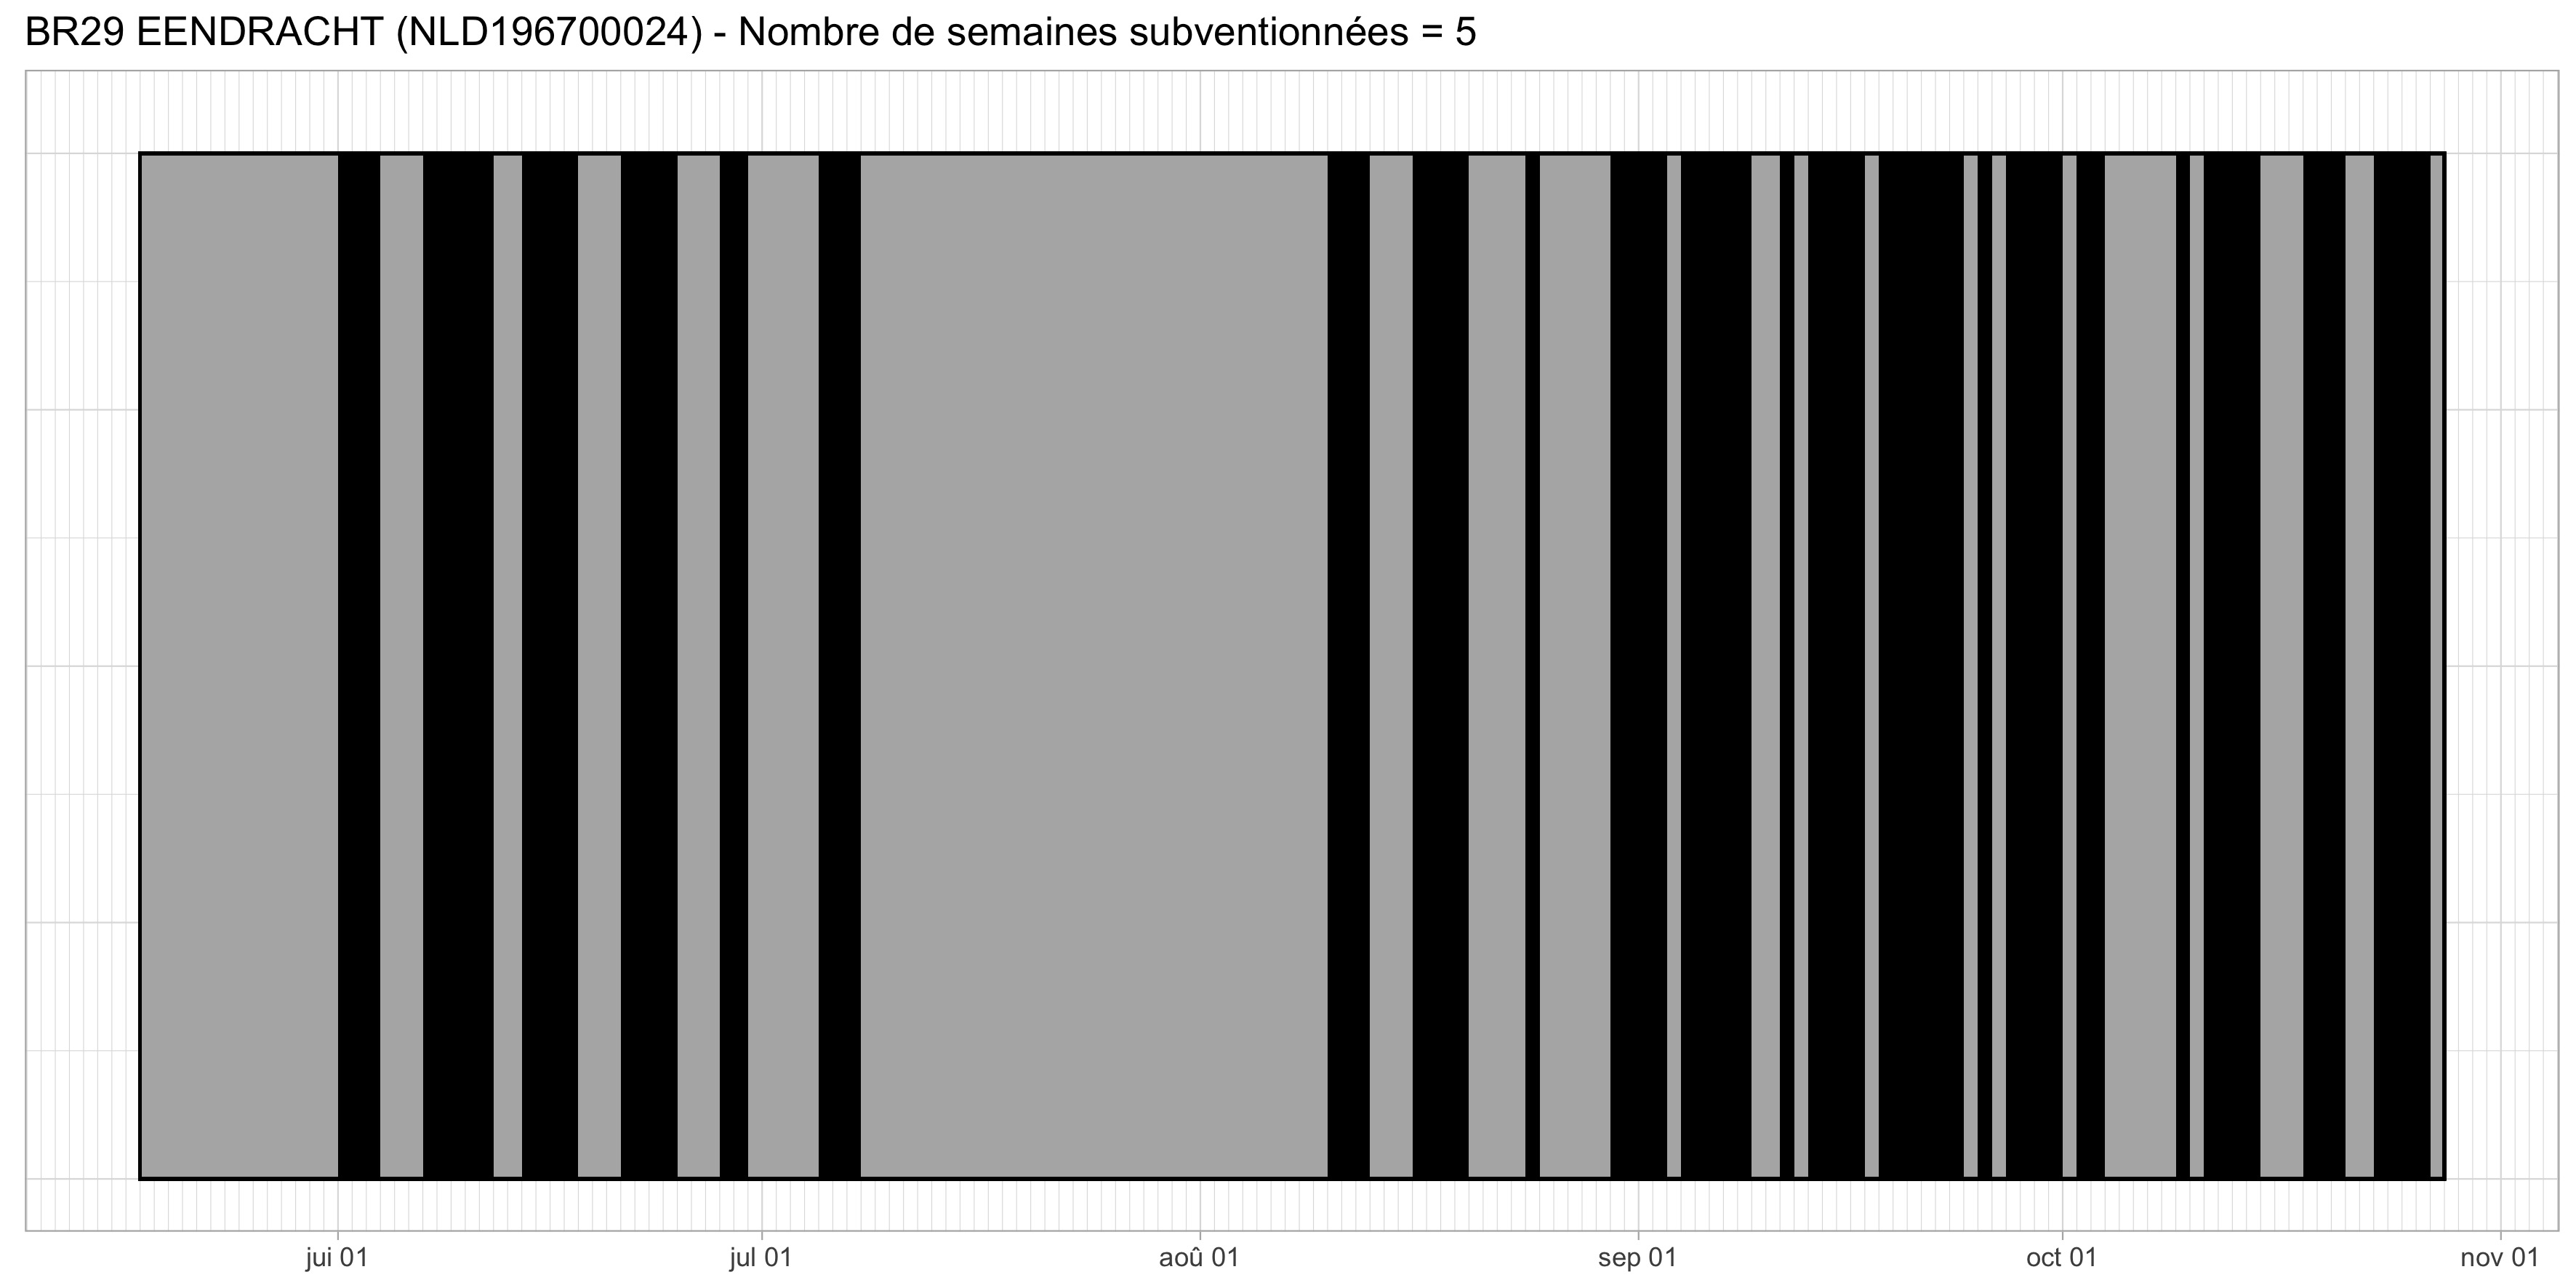 BR29 EENDRACHT (NLD196700024) - Nombre de semaines subventionnées = 5
jui 01 jul 01 aoû 01 sep 01 oct 01 nov 01